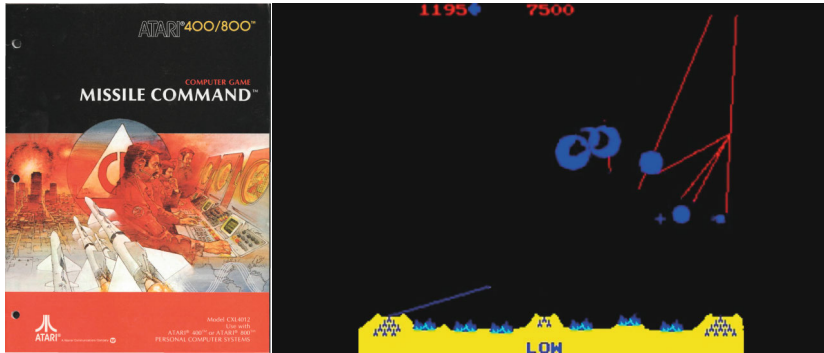 ATARI®400/800™
COMPUTER GAME
MISSILE COMMAND™
Model CXL4012
Use with
ATARI® 400™ or ATARI® 800™
PERSONAL COMPUTER SYSTEMS
ATARI®
1195 7500
LOW